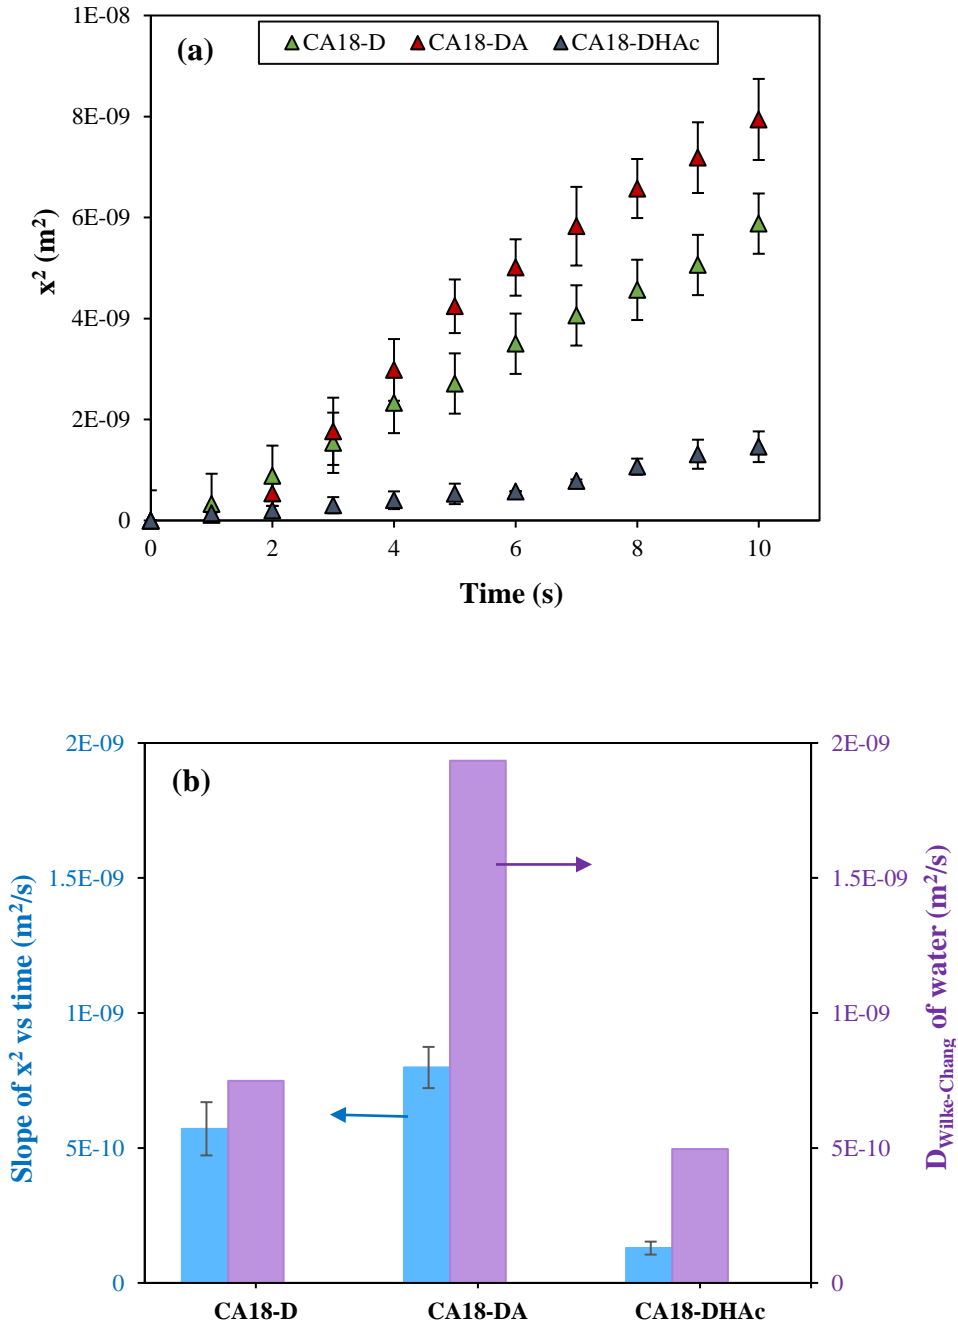 1E-08
(a)
CA18-D CA18-DA CA18-DHAc
8E-09
6E-09
4E-09
2E-09
0
x² (m²)
0 2 4 6 8 10
Time (s)
2E-09 2E-09
(b)
1.5E-09 1.5E-09
1E-09 1E-09
5E-10 5E-10
0 0
Slope of x² vs time (m²/s)
D_Wilke-Chang of water (m²/s)
CA18-D CA18-DA CA18-DHAc